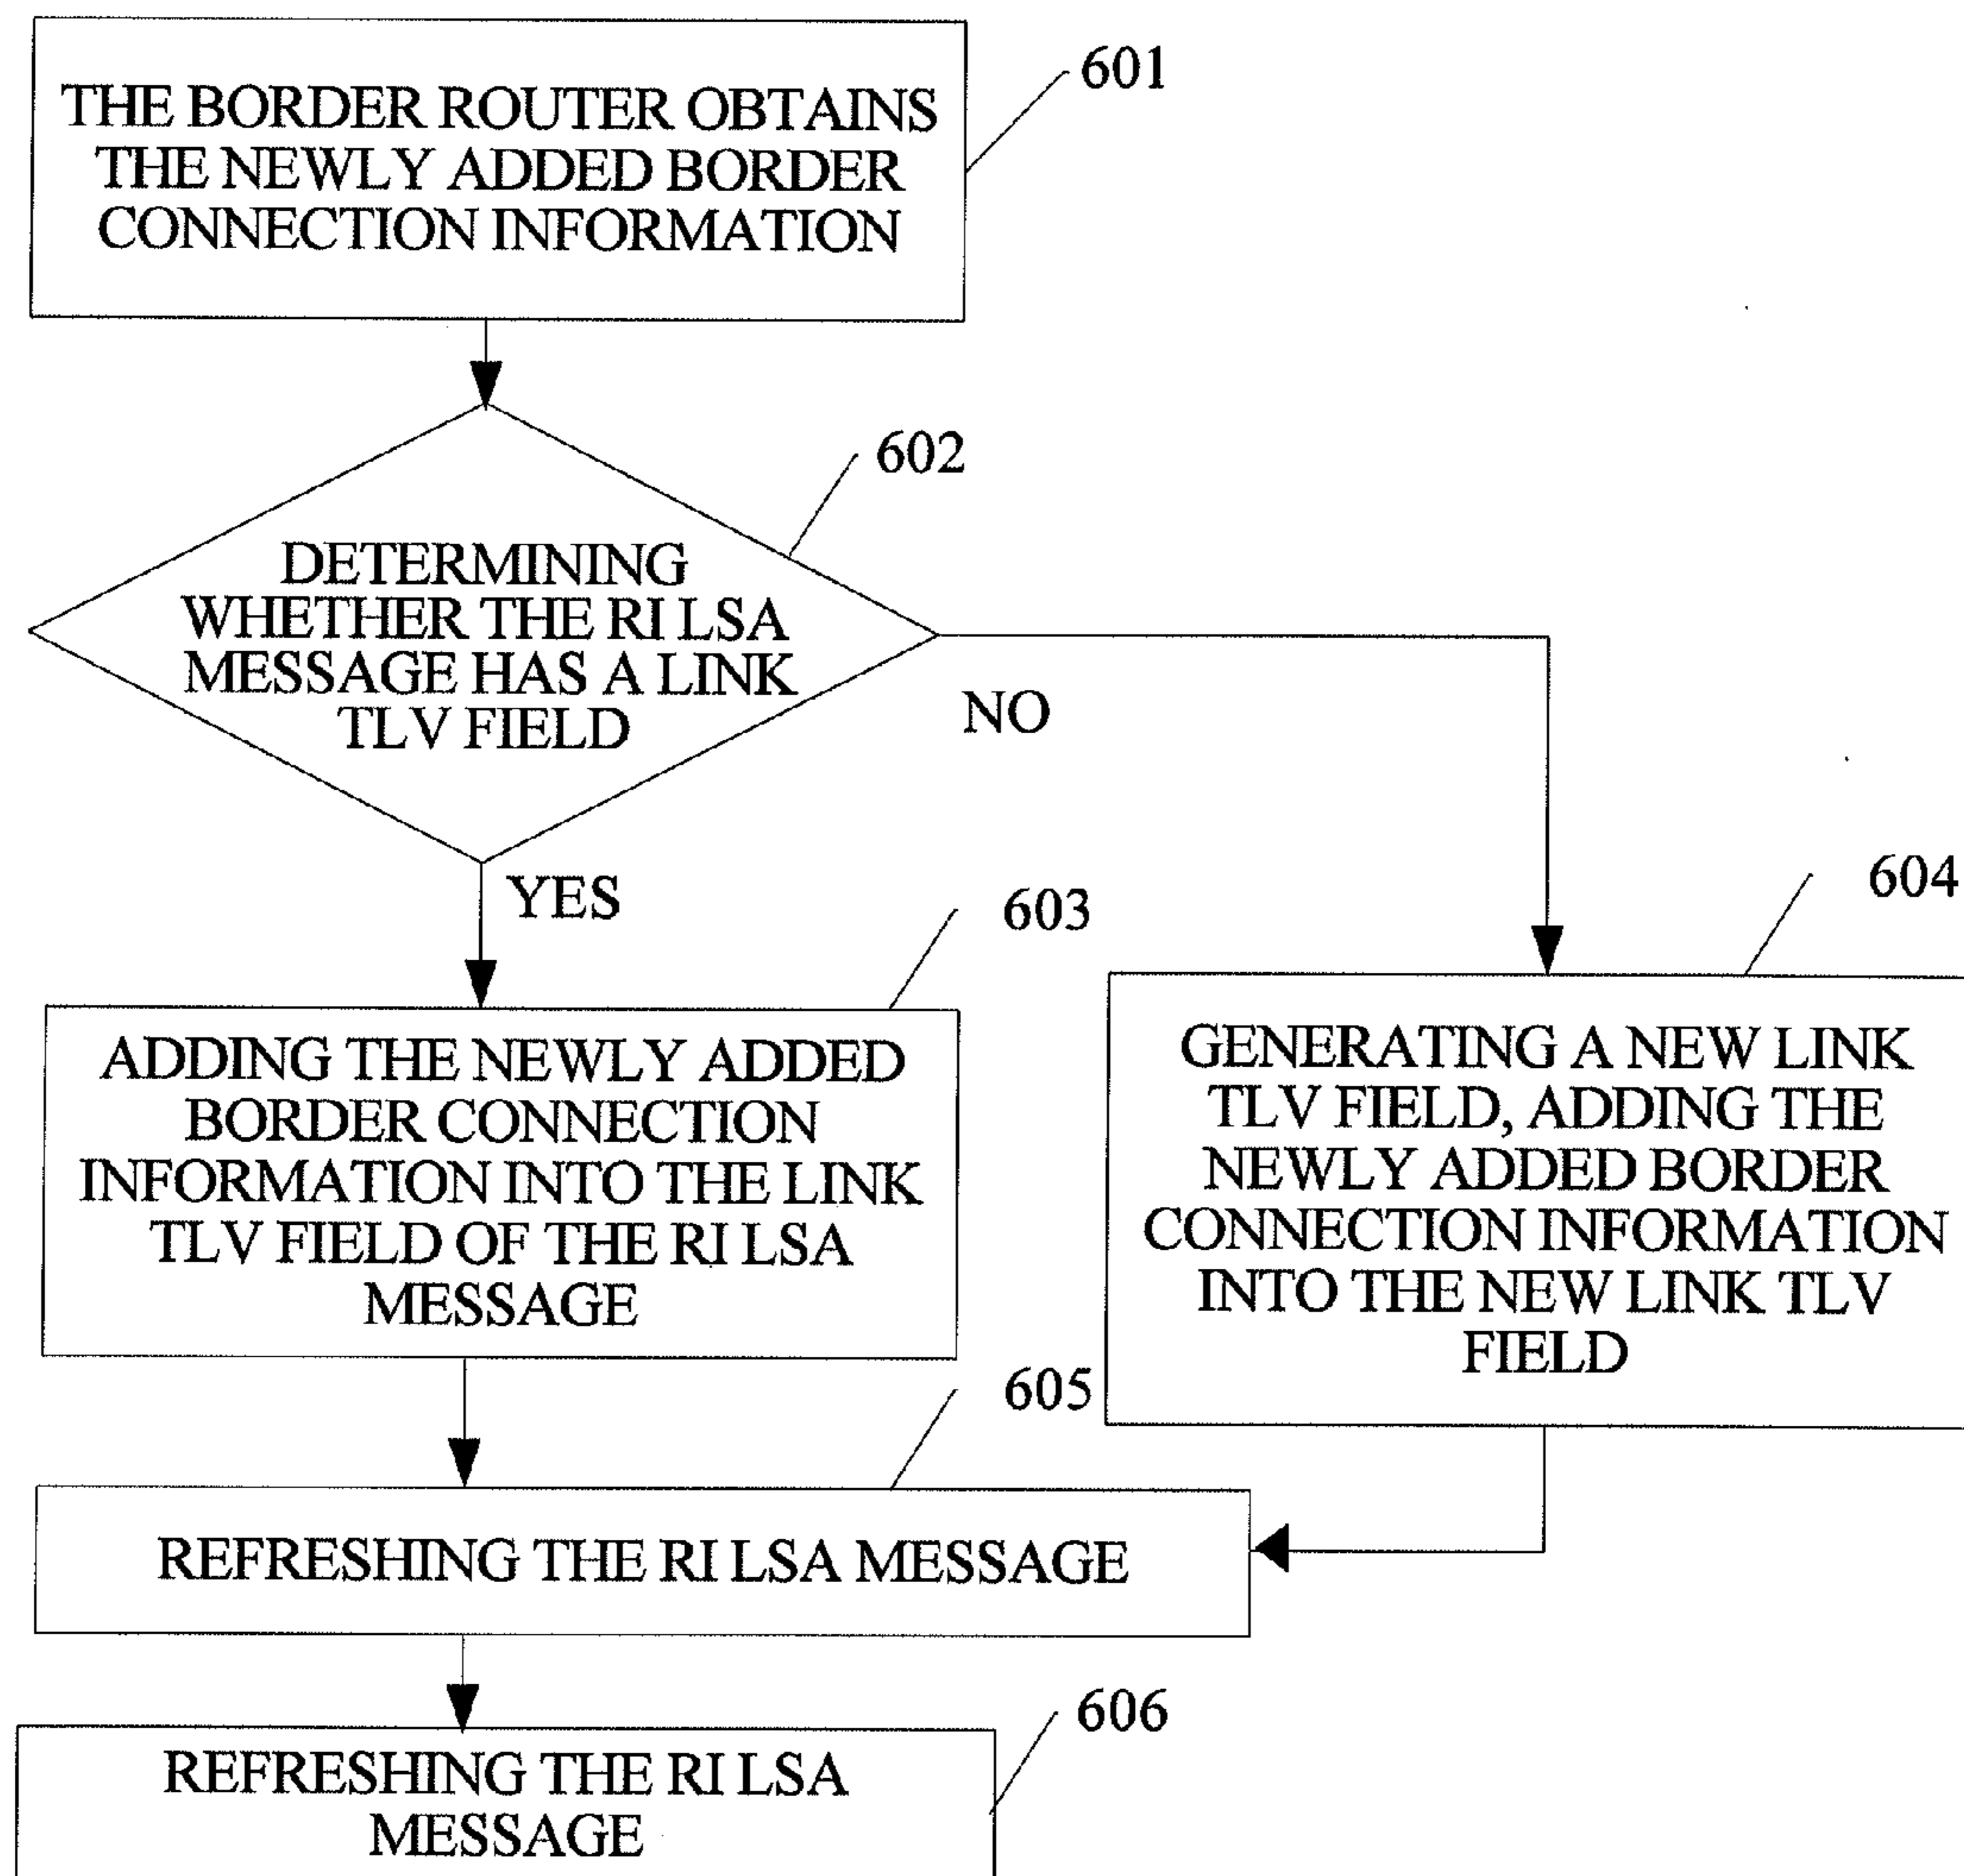 THE BORDER ROUTER OBTAINS
THE NEWLY ADDED BORDER
CONNECTION INFORMATION
601
602
DETERMINING
WHETHER THE RI LSA
MESSAGE HAS A LINK
TLV FIELD
NO
YES
603
604
ADDING THE NEWLY ADDED
BORDER CONNECTION
INFORMATION INTO THE LINK
TLV FIELD OF THE RI LSA
MESSAGE
GENERATING A NEW LINK
TLV FIELD, ADDING THE
NEWLY ADDED BORDER
CONNECTION INFORMATION
INTO THE NEW LINK TLV
FIELD
605
REFRESHING THE RI LSA MESSAGE
606
REFRESHING THE RI LSA
MESSAGE